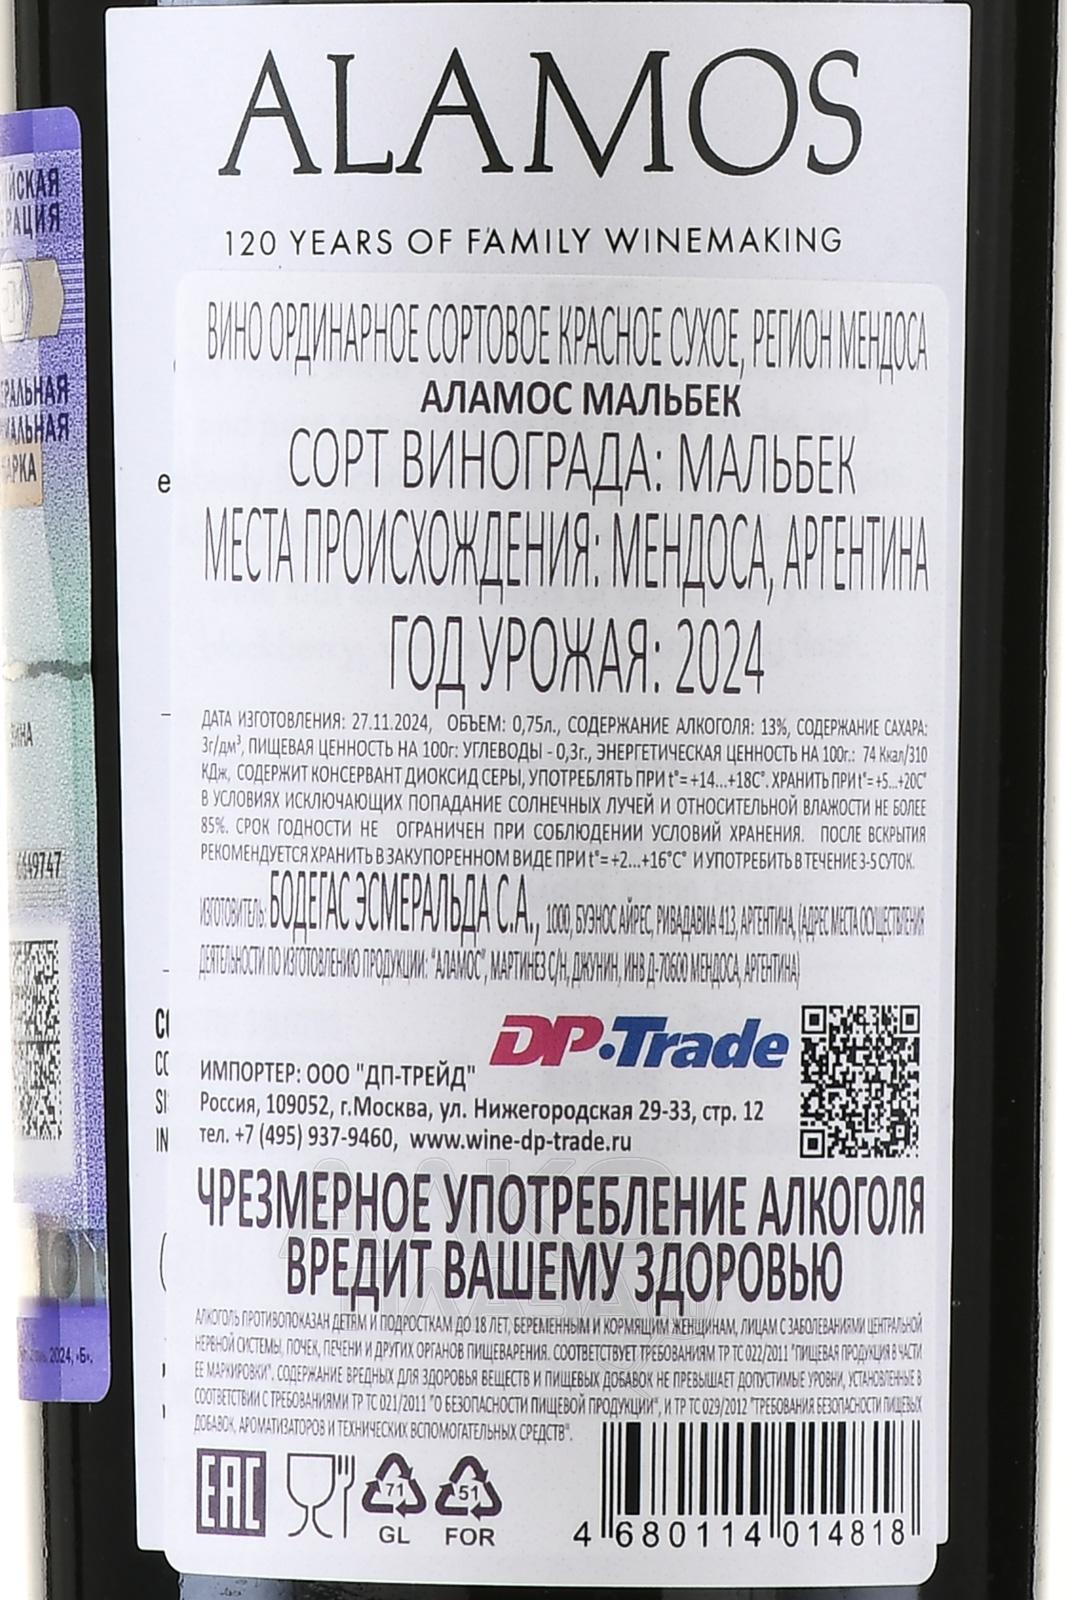 ALAMOS
120 YEARS OF FAMILY WINEMAKING
ВИНО ОРДИНАРНОЕ СОРТОВОЕ КРАСНОЕ СУХОЕ, РЕГИОН МЕНДОСА
АЛАМОС МАЛЬБЕК
СОРТ ВИНОГРАДА: МАЛЬБЕК
МЕСТА ПРОИСХОЖДЕНИЯ: МЕНДОСА, АРГЕНТИНА
ГОД УРОЖАЯ: 2024
ДАТА ИЗГОТОВЛЕНИЯ: 27.11.2024, ОБЪЕМ: 0,75л., СОДЕРЖАНИЕ АЛКОГОЛЯ: 13%, СОДЕРЖАНИЕ САХАРА:
3г/дм³, ПИЩЕВАЯ ЦЕННОСТЬ НА 100г: УГЛЕВОДЫ - 0,3г., ЭНЕРГЕТИЧЕСКАЯ ЦЕННОСТЬ НА 100г.: 74 Ккал/310
КДж, СОДЕРЖИТ КОНСЕРВАНТ ДИОКСИД СЕРЫ, УПОТРЕБЛЯТЬ ПРИ t°=+14...+18С°. ХРАНИТЬ ПРИ t°=+5...+20С°
В УСЛОВИЯХ ИСКЛЮЧАЮЩИХ ПОПАДАНИЕ СОЛНЕЧНЫХ ЛУЧЕЙ И ОТНОСИТЕЛЬНОЙ ВЛАЖОСТИ НЕ БОЛЕЕ
85%. СРОК ГОДНОСТИ НЕ ОГРАНИЧЕН ПРИ СОБЛЮДЕНИИ УСЛОВИЙ ХРАНЕНИЯ. ПОСЛЕ ВСКРЫТИЯ
РЕКОМЕНДУЕТСЯ ХРАНИТЬ В ЗАКУПОРЕННОМ ВИДЕ ПРИ t°=+2...+16°С° И УПОТРЕБИТЬ В ТЕЧЕНИЕ 3-5 СУТОК.
ИЗГОТОВИТЕЛЬ: БОДЕГАС ЭСМЕРАЛЬДА С.А., 1000, БУЭНОС АЙРЕС, РИВАДАВИА 413, АРГЕНТИНА, (АДРЕС МЕСТА ОСУЩЕСТВЛЕНИЯ
ДЕЯТЕЛЬНОСТИ ПО ИЗГОТОВЛЕНИЮ ПРОДУКЦИИ: "АЛАМОС", МАРТИНЕЗ С/Н, ДЖУНИН, ИНВ Д-70600 МЕНДОСА, АРГЕНТИНА)
DP·Trade
ИМПОРТЕР: ООО "ДП-ТРЕЙД"
Россия, 109052, г.Москва, ул. Нижегородская 29-33, стр. 12
тел. +7 (495) 937-9460, www.wine-dp-trade.ru
ЧРЕЗМЕРНОЕ УПОТРЕБЛЕНИЕ АЛКОГОЛЯ
ВРЕДИТ ВАШЕМУ ЗДОРОВЬЮ
АЛКОГОЛЬ ПРОТИВОПОКАЗАН ДЕТЯМ И ПОДРОСТКАМ ДО 18 ЛЕТ, БЕРЕМЕННЫМ И КОРМЯЩИМ ЖЕНЩИНАМ, ЛИЦАМ С ЗАБОЛЕВАНИЯМИ ЦЕНТРАЛЬНОЙ
НЕРВНОЙ СИСТЕМЫ, ПОЧЕК, ПЕЧЕНИ И ДРУГИХ ОРГАНОВ ПИЩЕВАРЕНИЯ. СООТВЕТСТВУЕТ ТРЕБОВАНИЯМ ТР ТС 022/2011 "ПИЩЕВАЯ ПРОДУКЦИЯ В ЧАСТИ
ЕЕ МАРКИРОВКИ". СОДЕРЖАНИЕ ВРЕДНЫХ ДЛЯ ЗДОРОВЬЯ ВЕЩЕСТВ И ПИЩЕВЫХ ДОБАВОК НЕ ПРЕВЫШАЕТ ДОПУСТИМЫЕ УРОВНИ, УСТАНОВЛЕННЫЕ В
СООТВЕТСТВИИ С ТРЕБОВАНИЯМИ ТР ТС 021/2011 "О БЕЗОПАСНОСТИ ПИЩЕВОЙ ПРОДУКЦИИ", И ТР ТС 029/2012 "ТРЕБОВАНИЯ БЕЗОПАСНОСТИ ПИЩЕВЫХ
ДОБАВОК, АРОМАТИЗАТОРОВ И ТЕХНИЧЕСКИХ ВСПОМОГАТЕЛЬНЫХ СРЕДСТВ".
EAC
71 51
GL FOR
4 680114 014818